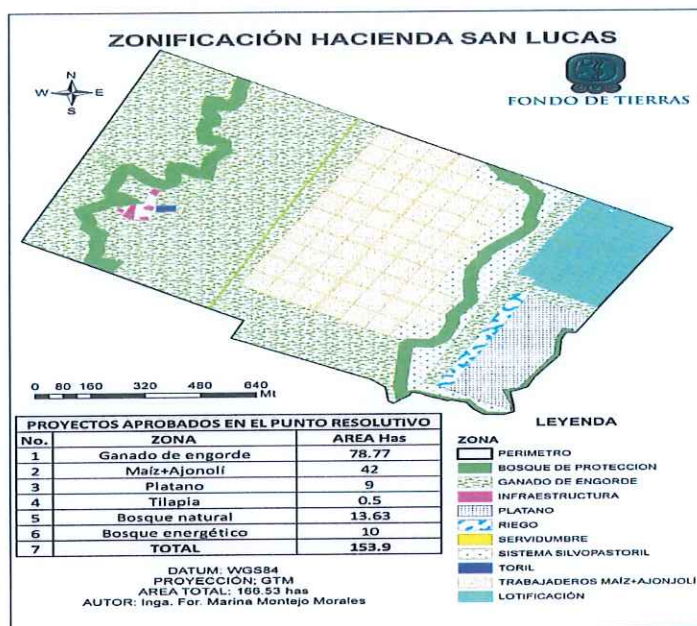 ZONIFICACIÓN HACIENDA SAN LUCAS
N
W E
S
FONDO DE TIERRAS
0 80 160 320 480 640
Mt
PROYECTOS APROBADOS EN EL PUNTO RESOLUTIVO
No. ZONA AREA Has
1 Ganado de engorde 78.77
2 Maíz+Ajonolí 42
3 Platano 9
4 Tilapia 0.5
5 Bosque natural 13.63
6 Bosque energético 10
7 TOTAL 153.9
DATUM: WGS84
PROYECCIÓN: GTM
AREA TOTAL: 166.53 has
AUTOR: Inga. For. Marina Montejo Morales
LEYENDA
ZONA
PERIMETRO
BOSQUE DE PROTECCION
GANADO DE ENGORDE
INFRAESTRUCTURA
PLATANO
RIEGO
SERVIDUMBRE
SISTEMA SILVOPASTORIL
TORIL
TRABAJADEROS MAÍZ+AJONJOLÍ
LOTIFICACIÓN